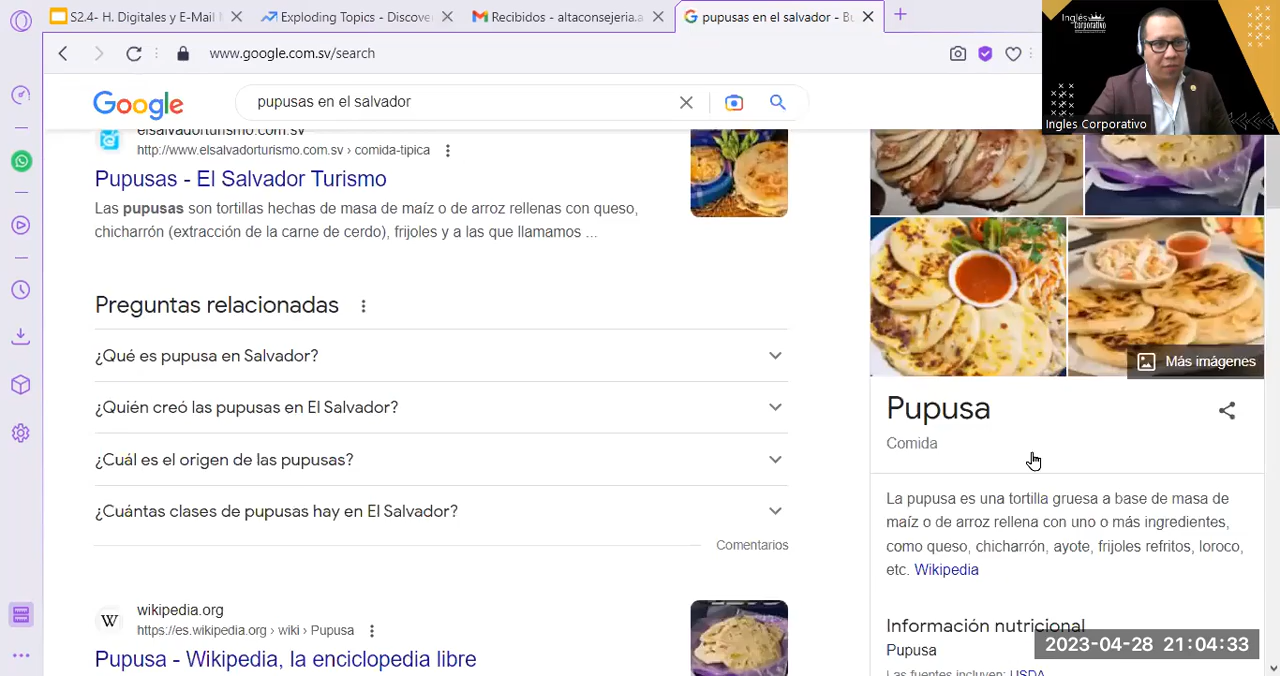 S2.4- H. Digitales y E-Mail
Exploding Topics - Discove
Recibidos - altaconsejeria.a
pupusas en el salvador - Bu
www.google.com.sv/search
Inglés
Corporativo
Ingles Corporativo
Google
pupusas en el salvador
elsalvadorturismo.com.sv
http://www.elsalvadorturismo.com.sv › comida-tipica
Pupusas - El Salvador Turismo
Las pupusas son tortillas hechas de masa de maíz o de arroz rellenas con queso,
chicharrón (extracción de la carne de cerdo), frijoles y a las que llamamos ...
Preguntas relacionadas
¿Qué es pupusa en Salvador?
¿Quién creó las pupusas en El Salvador?
¿Cuál es el origen de las pupusas?
¿Cuántas clases de pupusas hay en El Salvador?
Comentarios
W
wikipedia.org
https://es.wikipedia.org › wiki › Pupusa
Pupusa - Wikipedia, la enciclopedia libre
Más imágenes
Pupusa
Comida
La pupusa es una tortilla gruesa a base de masa de
maíz o de arroz rellena con uno o más ingredientes,
como queso, chicharrón, ayote, frijoles refritos, loroco,
etc. Wikipedia
Información nutricional
Pupusa
Las fuentes incluyen: USDA
2023-04-28 21:04:33